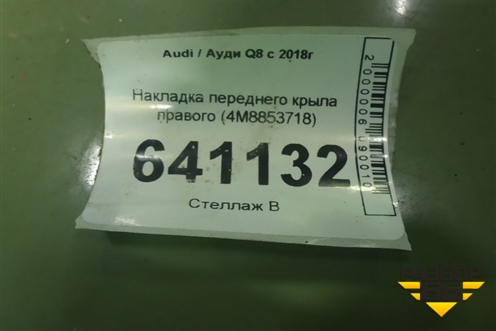 Audi / Ауди Q8 с 2018г
Накладка переднего крыла
правого (4M8853718)
641132
Стеллаж В